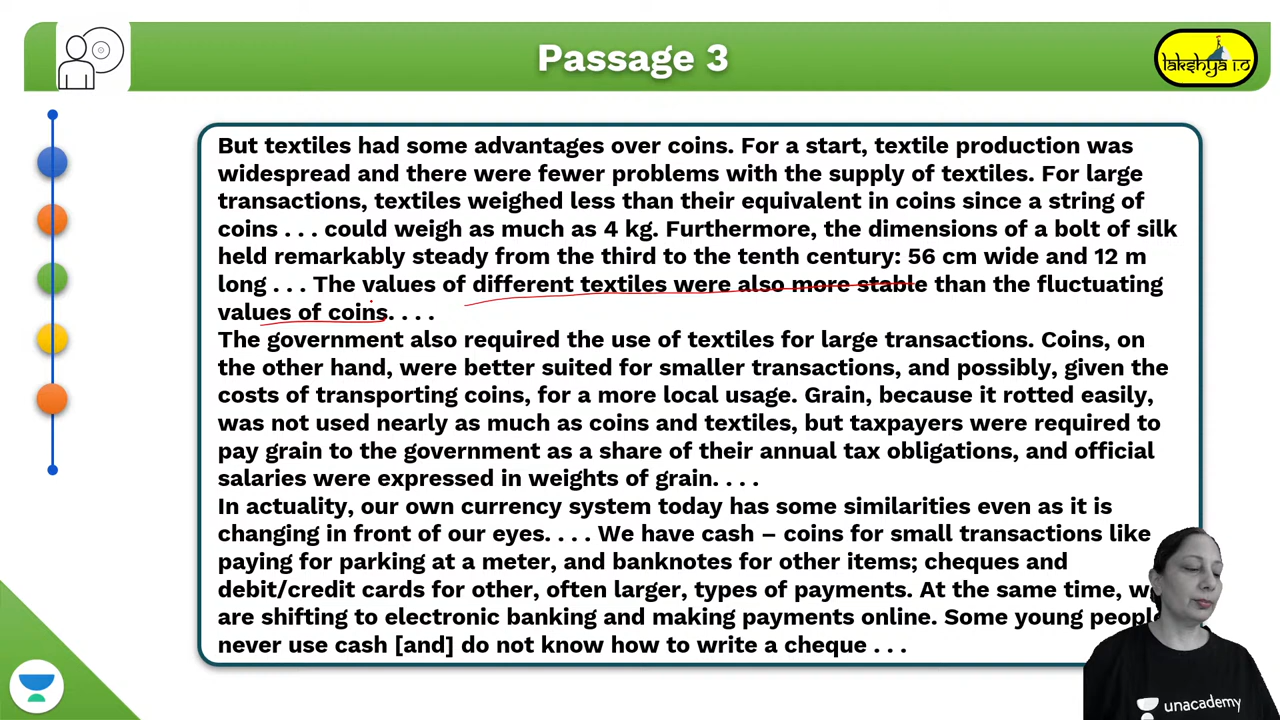 Passage 3
lakshya 1.0
But textiles had some advantages over coins. For a start, textile production was
widespread and there were fewer problems with the supply of textiles. For large
transactions, textiles weighed less than their equivalent in coins since a string of
coins . . . could weigh as much as 4 kg. Furthermore, the dimensions of a bolt of silk
held remarkably steady from the third to the tenth century: 56 cm wide and 12 m
long . . . The values of different textiles were also more stable than the fluctuating
values of coins. . . .
The government also required the use of textiles for large transactions. Coins, on
the other hand, were better suited for smaller transactions, and possibly, given the
costs of transporting coins, for a more local usage. Grain, because it rotted easily,
was not used nearly as much as coins and textiles, but taxpayers were required to
pay grain to the government as a share of their annual tax obligations, and official
salaries were expressed in weights of grain. . . .
In actuality, our own currency system today has some similarities even as it is
changing in front of our eyes. . . . We have cash – coins for small transactions like
paying for parking at a meter, and banknotes for other items; cheques and
debit/credit cards for other, often larger, types of payments. At the same time,
are shifting to electronic banking and making payments online. Some young
never use cash [and] do not know how to write a cheque . . .
unacademy